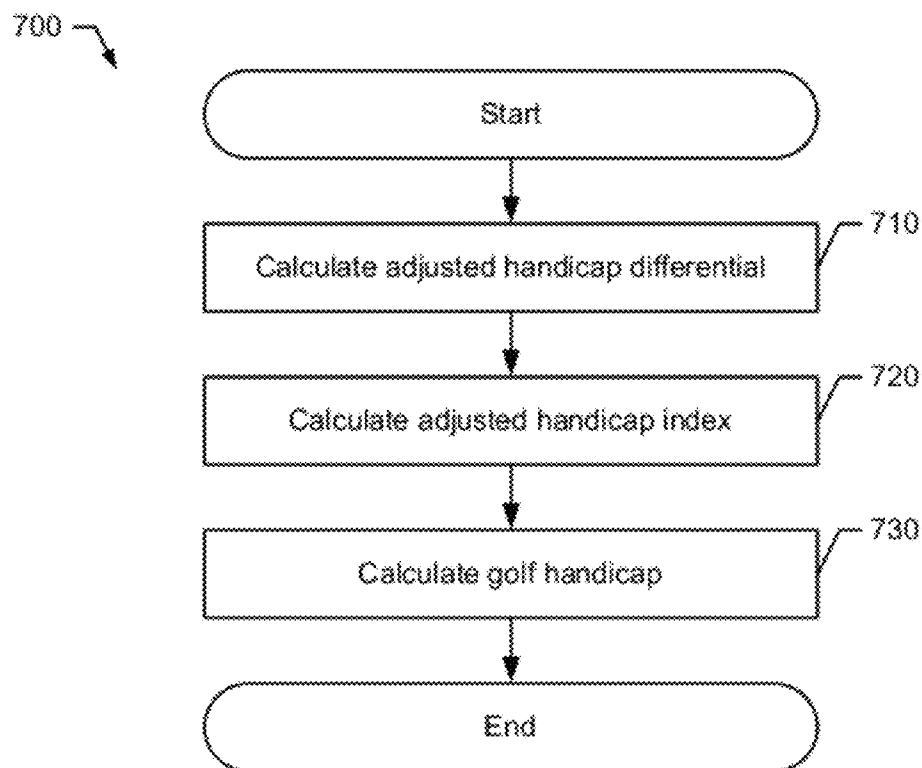 700
Start
710
Calculate adjusted handicap differential
720
Calculate adjusted handicap index
730
Calculate golf handicap
End